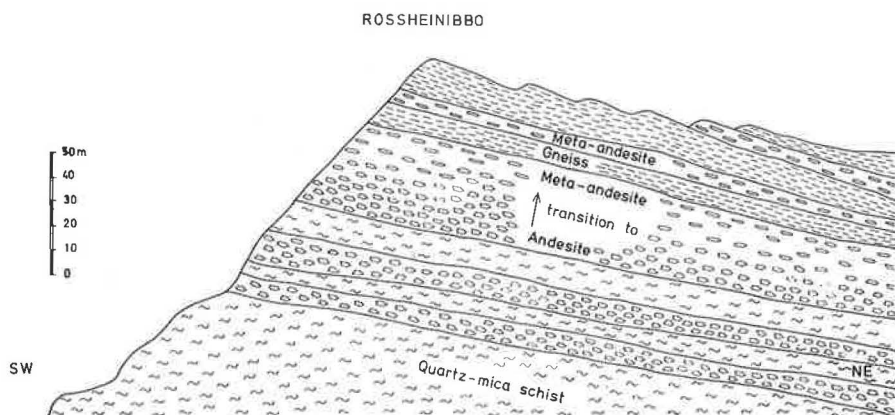 ROSSHEINIBBO
50m
40
30
20
10
0
Meta-andesite
Gneiss
Meta-andesite
transition to
Andesite
SW
NE
Quartz-mica schist